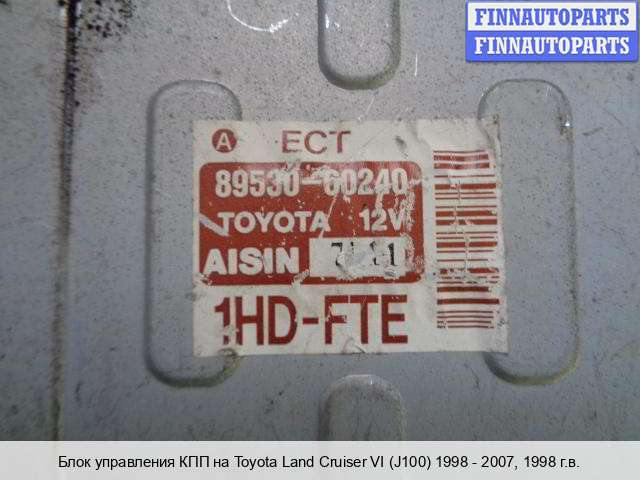 FINNAUTOPARTS
FINNAUTOPARTS
A ECT
89530-60240
TOYOTA 12V
AISIN
1HD-FTE
Блок управления КПП на Toyota Land Cruiser VI (J100) 1998 - 2007, 1998 г.в.